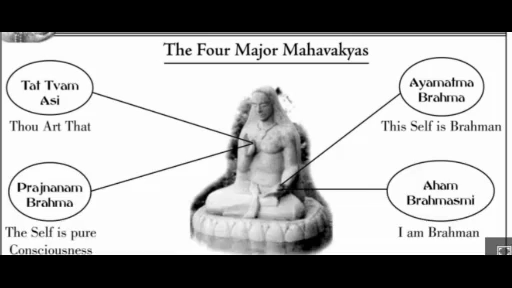 The Four Major Mahavakyas
Tat Tvam
Asi
Thou Art That
Ayamatma
Brahma
This Self is Brahman
Prajnanam
Brahma
The Self is pure
Consciousness
Aham
Brahmasmi
I am Brahman